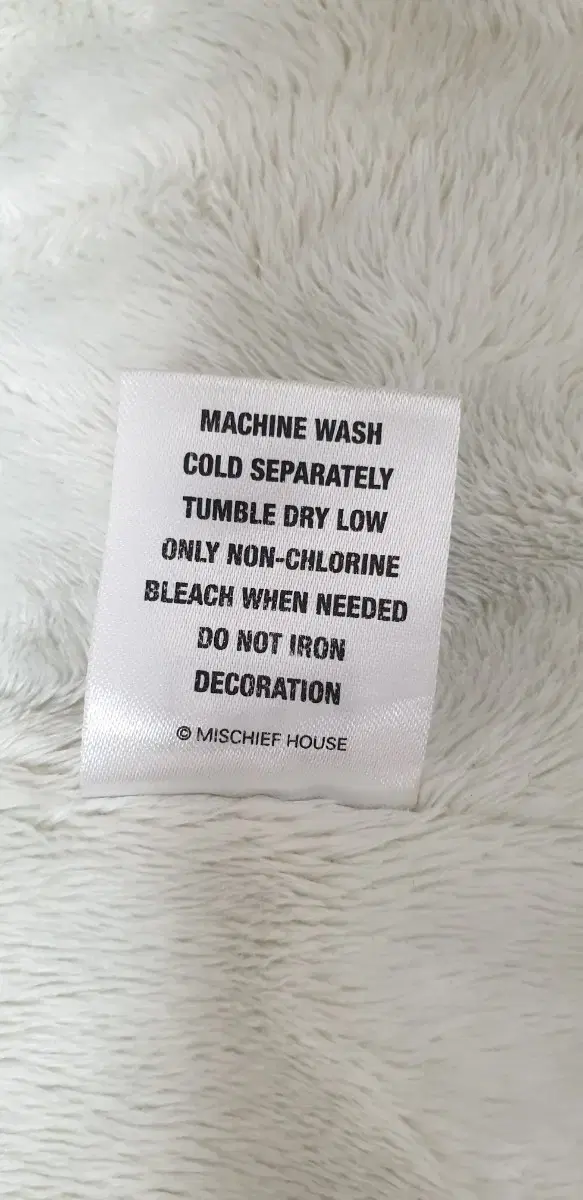 MACHINE WASH
COLD SEPARATELY
TUMBLE DRY LOW
ONLY NON-CHLORINE
BLEACH WHEN NEEDED
DO NOT IRON
DECORATION
© MISCHIEF HOUSE